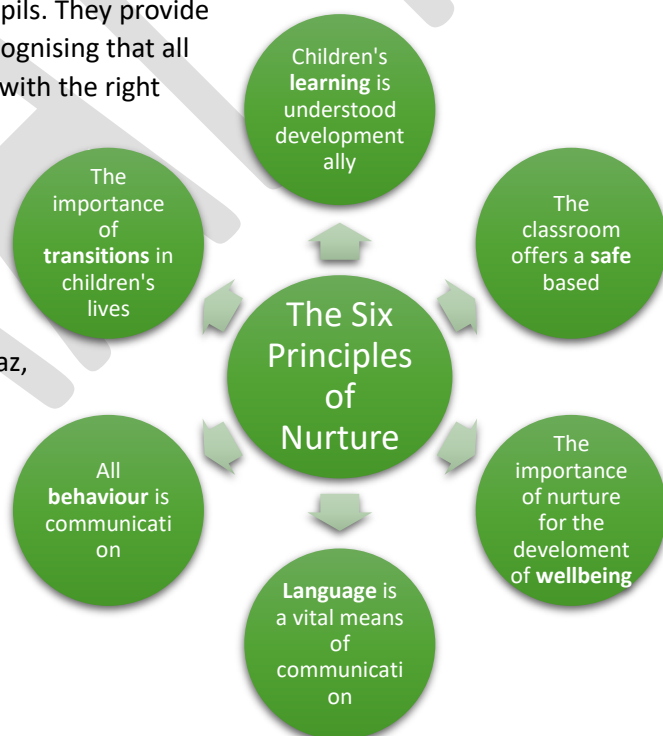 pils. They provide
ognising that all
with the right
az,
Children's
learning is
understood
development
ally
The
classroom
offers a safe
based
The
importance
of nurture
for the
develoment
of wellbeing
Language is
a vital means
of
communicati
on
All
behaviour is
communicati
on
The
importance
of
transitions in
children's
lives
The Six
Principles
of
Nurture